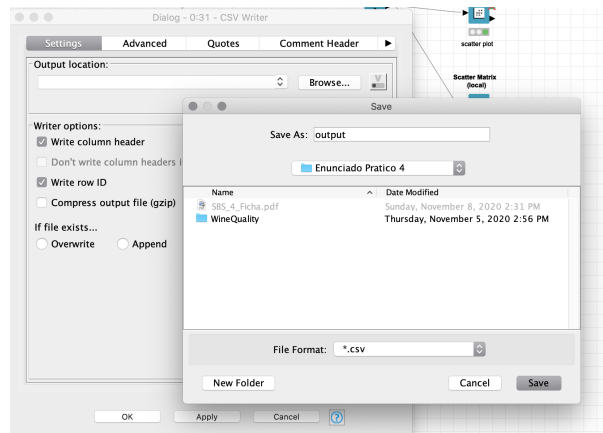 Dialog - 0:31 - CSV Writer
Settings Advanced Quotes Comment Header
Output location:
Browse...
V
Writer options:
Write column header
Don't write column headers i
Write row ID
Compress output file (gzip)
If file exists...
Overwrite Append
OK Apply Cancel ?
scatter plot
Scatter Matrix
(local)
Save
Save As: output
Enunciado Pratico 4
Name Date Modified
SBS_4_Ficha.pdf Sunday, November 8, 2020 2:31 PM
WineQuality Thursday, November 5, 2020 2:56 PM
File Format: *.csv
New Folder Cancel Save